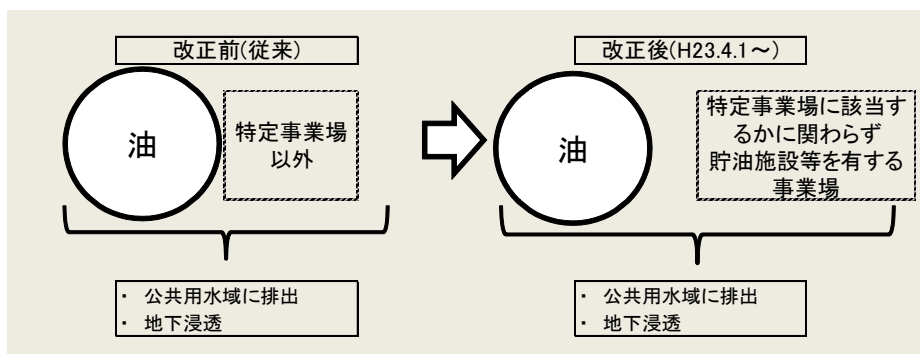 改正前(従来)
油
特定事業場
以外
・ 公共用水域に排出
・ 地下浸透
改正後(H23.4.1～)
油
特定事業場に該当す
るかに関わらず
貯油施設等を有する
事業場
・ 公共用水域に排出
・ 地下浸透